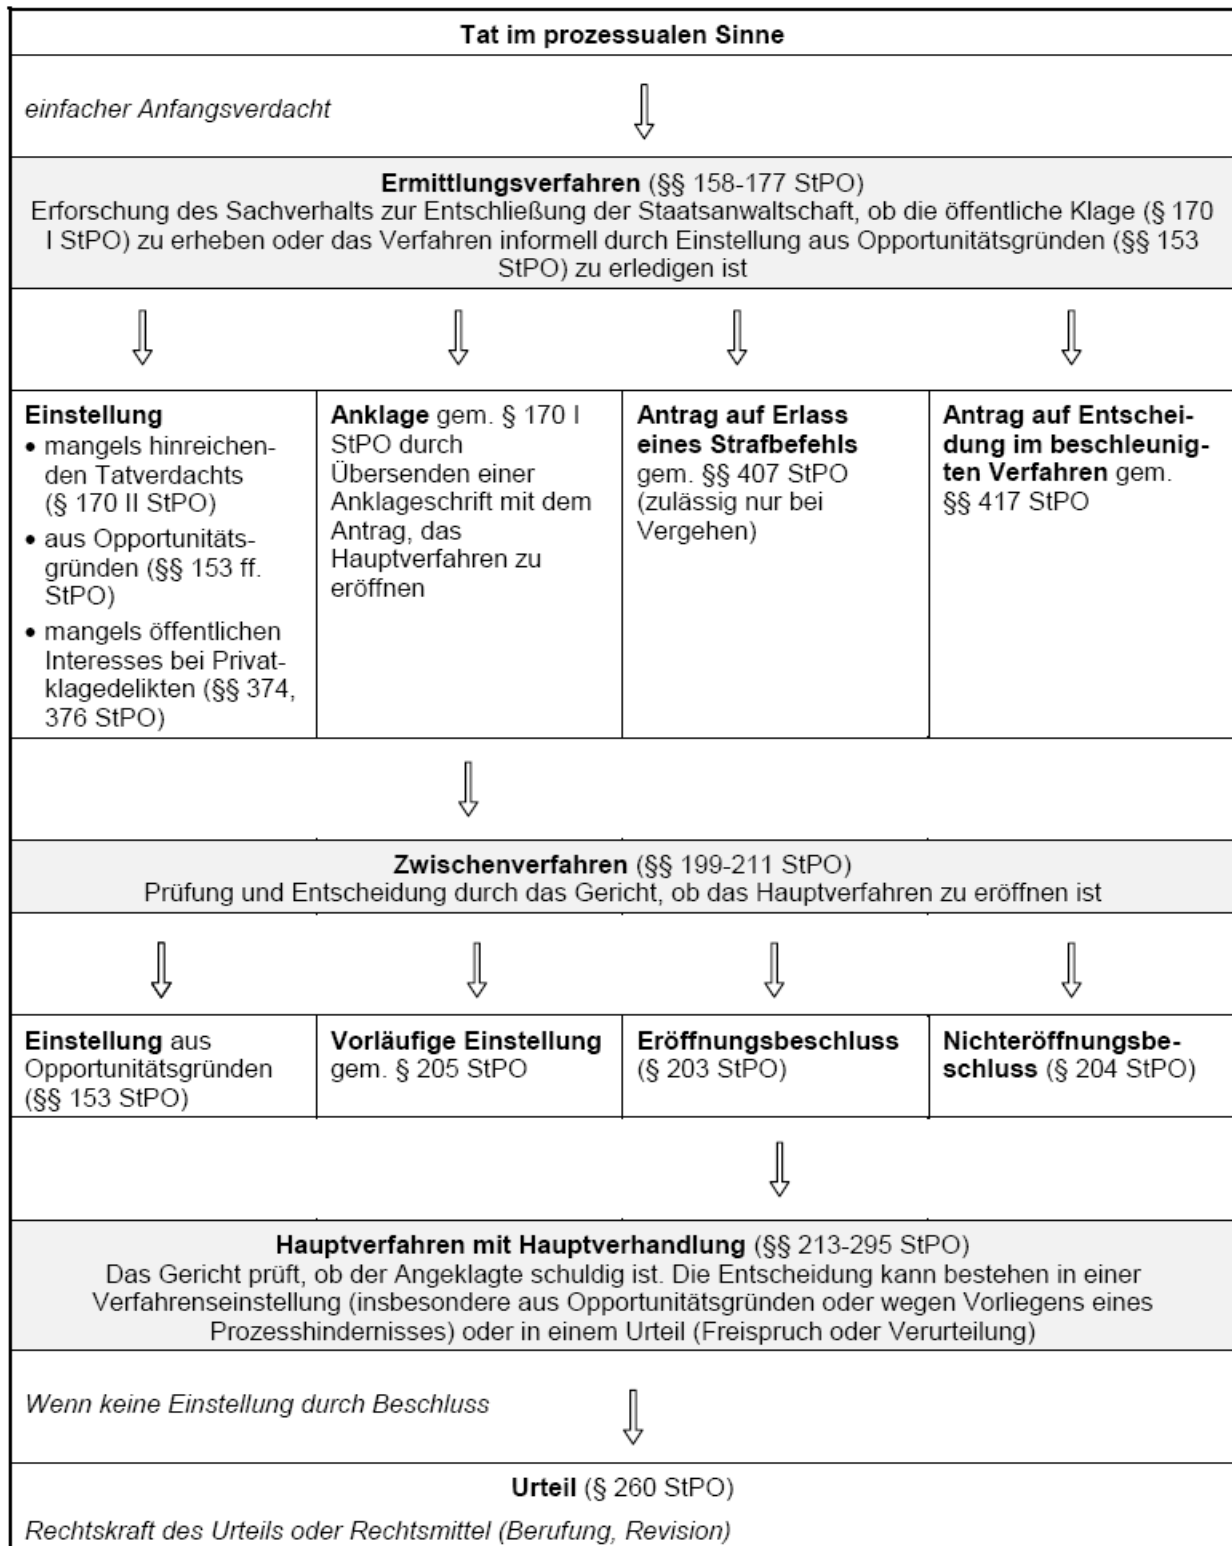 Tat im prozessualen Sinne
einfacher Anfangsverdacht
Ermittlungsverfahren (§§ 158-177 StPO)
Erforschung des Sachverhalts zur Entschließung der Staatsanwaltschaft, ob die öffentliche Klage (§ 170
I StPO) zu erheben oder das Verfahren informell durch Einstellung aus Opportunitätsgründen (§§ 153
StPO) zu erledigen ist
Einstellung
• mangels hinreichen-
den Tatverdachts
(§ 170 II StPO)
• aus Opportunitäts-
gründen (§§ 153 ff.
StPO)
• mangels öffentlichen
Interesses bei Privat-
klagedelikten (§§ 374,
376 StPO)
Anklage gem. § 170 I
StPO durch
Übersenden einer
Anklageschrift mit dem
Antrag, das
Hauptverfahren zu
eröffnen
Antrag auf Erlass
eines Strafbefehls
gem. §§ 407 StPO
(zulässig nur bei
Vergehen)
Antrag auf Entschei-
dung im beschleunig-
ten Verfahren gem.
§§ 417 StPO
Zwischenverfahren (§§ 199-211 StPO)
Prüfung und Entscheidung durch das Gericht, ob das Hauptverfahren zu eröffnen ist
Einstellung aus
Opportunitätsgründen
(§§ 153 StPO)
Vorläufige Einstellung
gem. § 205 StPO
Eröffnungsbeschluss
(§ 203 StPO)
Nichteröffnungsbe-
schluss (§ 204 StPO)
Hauptverfahren mit Hauptverhandlung (§§ 213-295 StPO)
Das Gericht prüft, ob der Angeklagte schuldig ist. Die Entscheidung kann bestehen in einer
Verfahrenseinstellung (insbesondere aus Opportunitätsgründen oder wegen Vorliegens eines
Prozesshindernisses) oder in einem Urteil (Freispruch oder Verurteilung)
Wenn keine Einstellung durch Beschluss
Urteil (§ 260 StPO)
Rechtskraft des Urteils oder Rechtsmittel (Berufung, Revision)